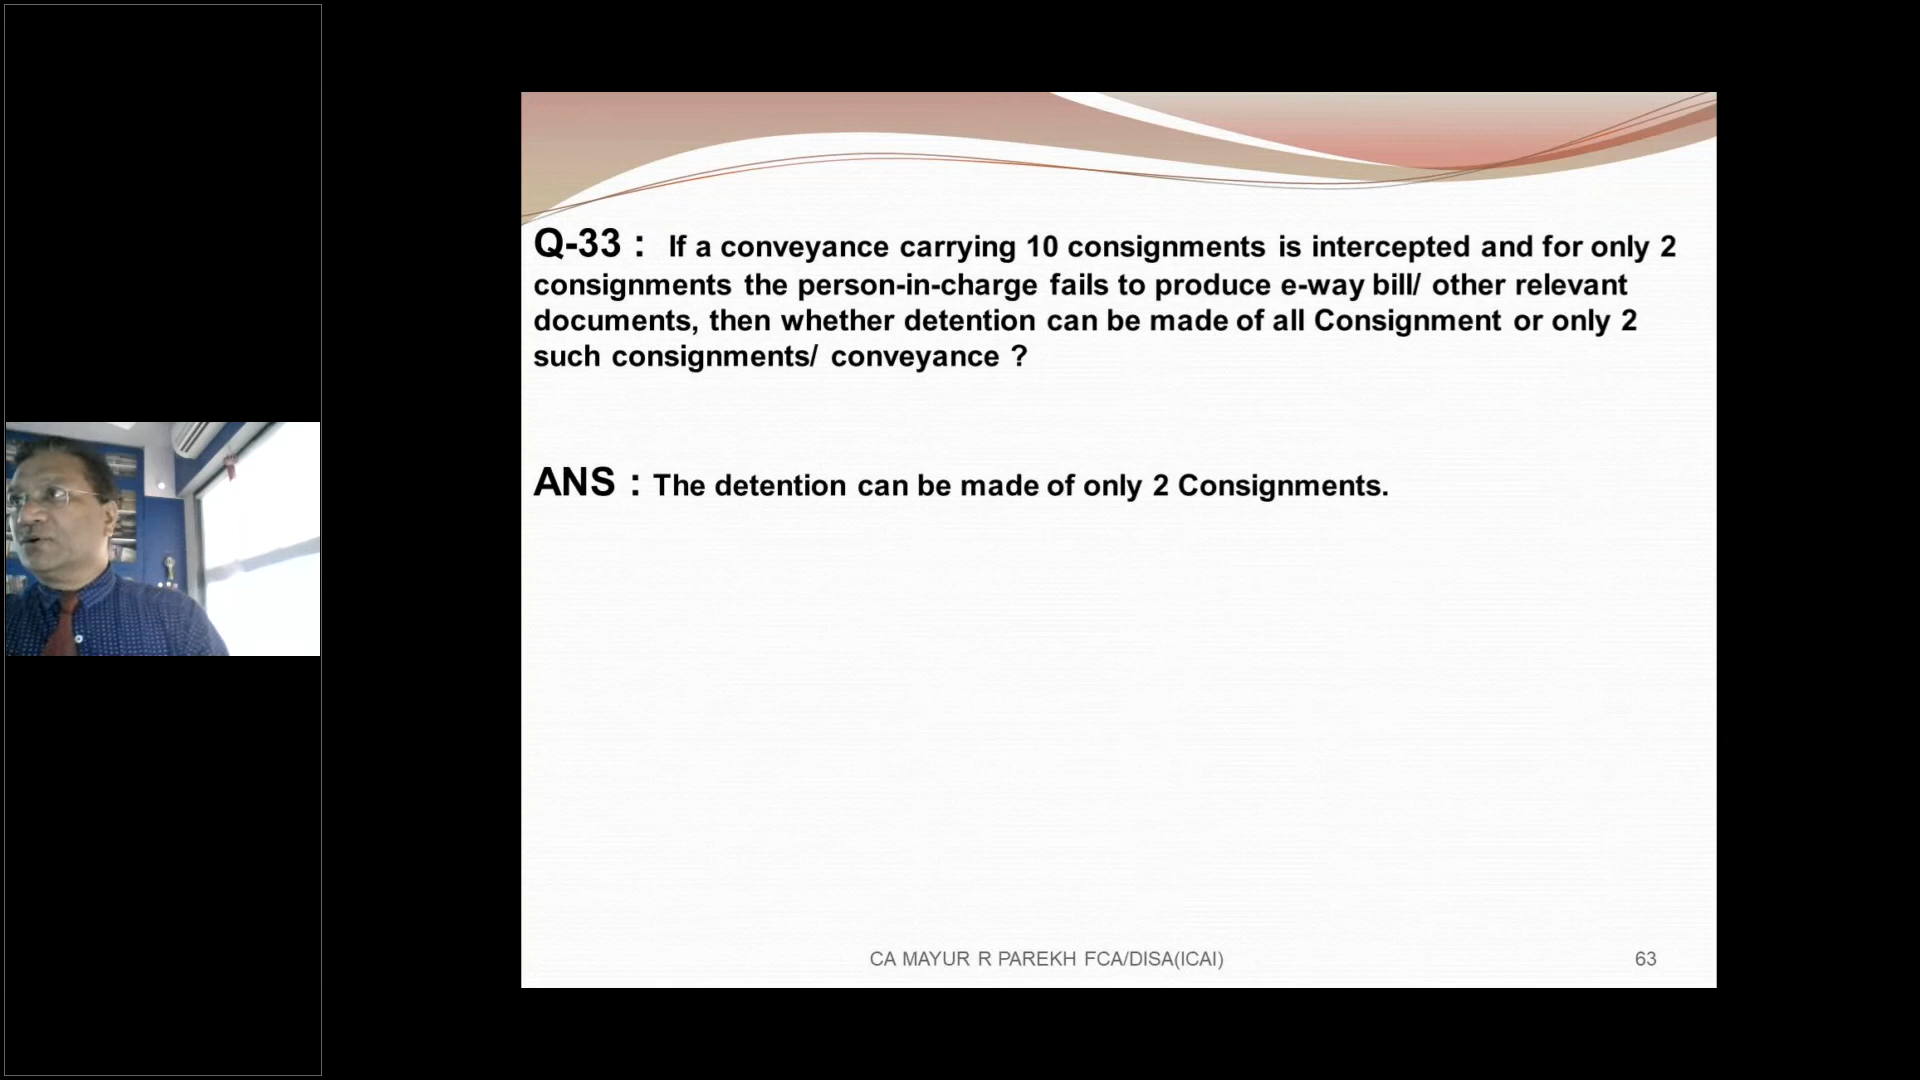 Q-33 : If a conveyance carrying 10 consignments is intercepted and for only 2
consignments the person-in-charge fails to produce e-way bill/ other relevant
documents, then whether detention can be made of all Consignment or only 2
such consignments/ conveyance ?
ANS : The detention can be made of only 2 Consignments.
CA MAYUR R PAREKH FCA/DISA(ICAI)
63